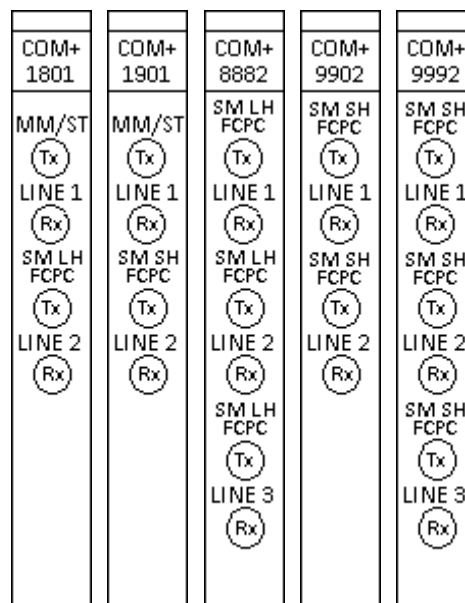 COM+
1801
MM/ST
Tx
LINE 1
Rx
SM LH
FCPC
Tx
LINE 2
Rx
COM+
1901
MM/ST
Tx
LINE 1
Rx
SM SH
FCPC
Tx
LINE 2
Rx
COM+
8882
SM LH
FCPC
Tx
LINE 1
Rx
SM LH
FCPC
Tx
LINE 2
Rx
SM LH
FCPC
Tx
LINE 3
Rx
COM+
9902
SM SH
FCPC
Tx
LINE 1
Rx
SM SH
FCPC
Tx
LINE 2
Rx
COM+
9992
SM SH
FCPC
Tx
LINE 1
Rx
SM SH
FCPC
Tx
LINE 2
Rx
SM SH
FCPC
Tx
LINE 3
Rx